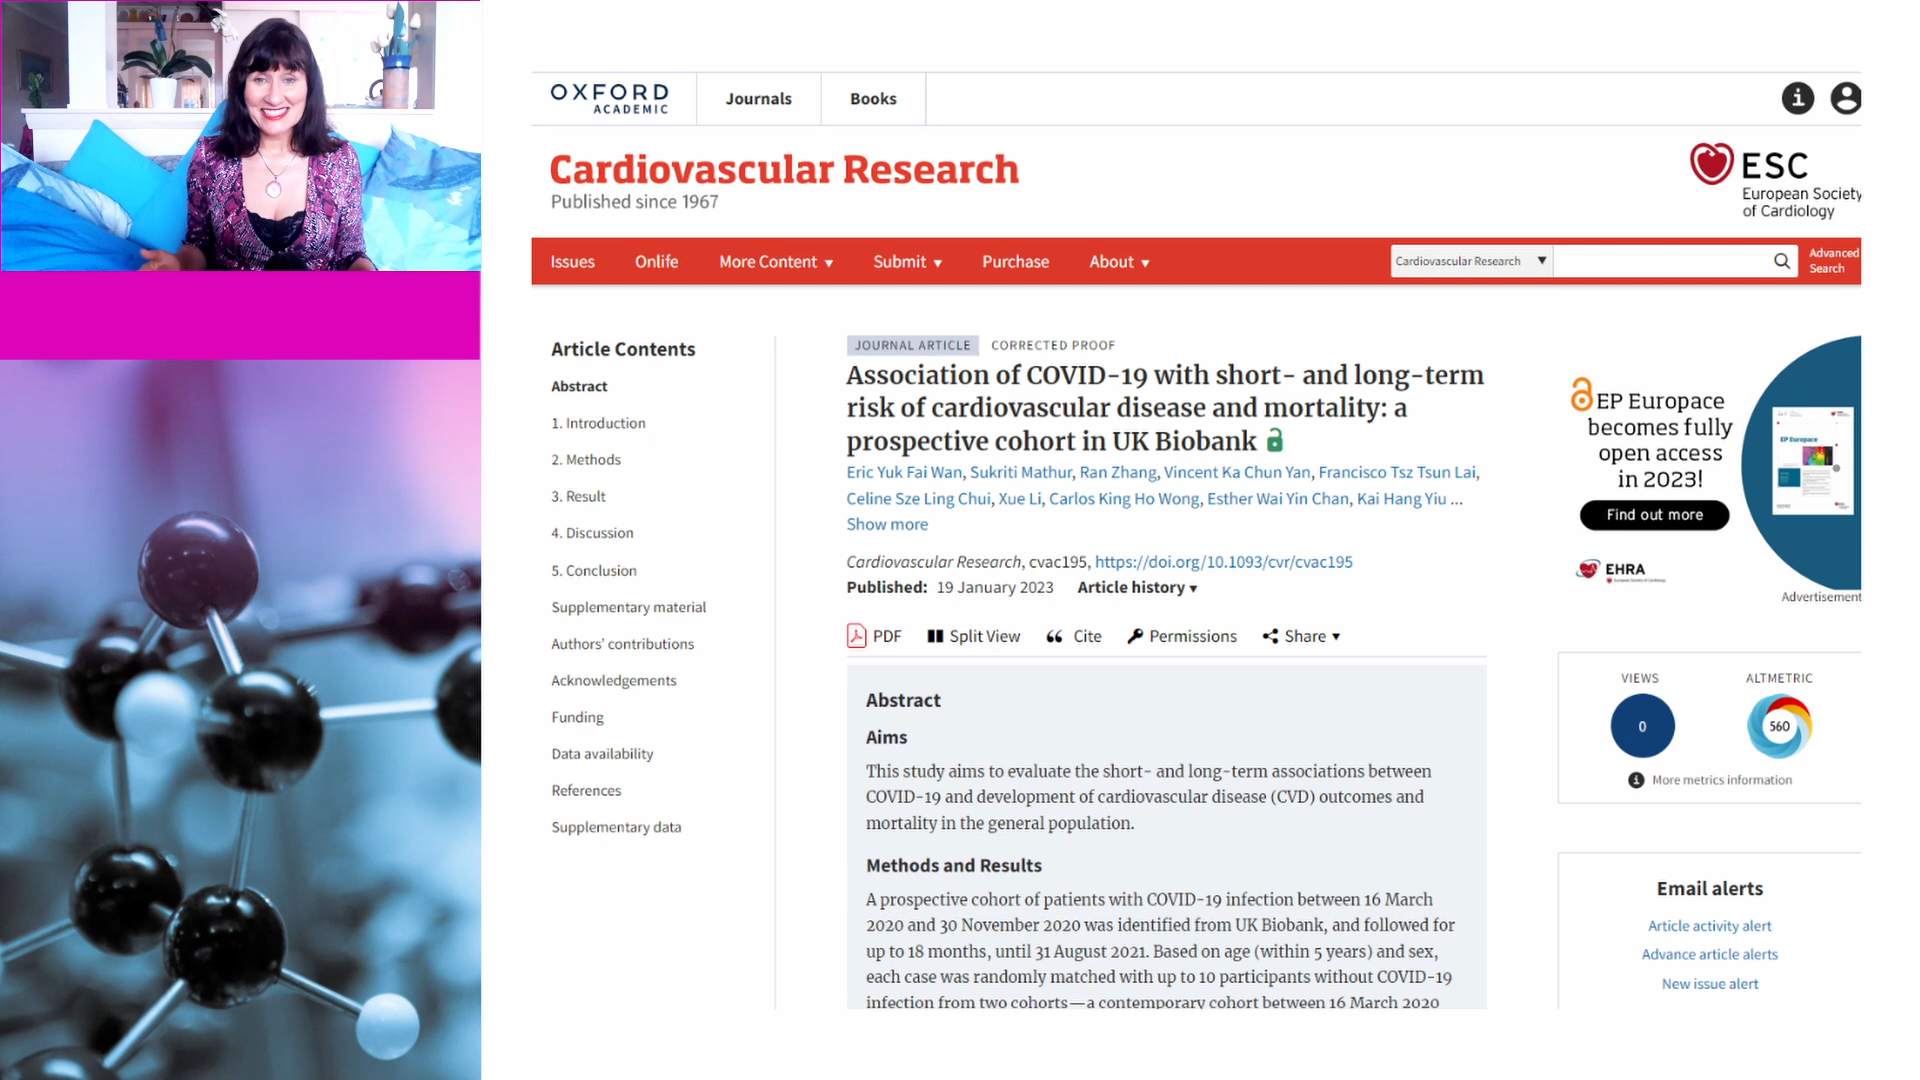 OXFORD
ACADEMIC
Journals
Books
Cardiovascular Research
Published since 1967
ESC
European Society
of Cardiology
Issues
Onlife
More Content
Submit
Purchase
About
Cardiovascular Research
Advanced
Search
Article Contents
Abstract
1. Introduction
2. Methods
3. Result
4. Discussion
5. Conclusion
Supplementary material
Authors' contributions
Acknowledgements
Funding
Data availability
References
Supplementary data
JOURNAL ARTICLE CORRECTED PROOF
Association of COVID-19 with short- and long-term
risk of cardiovascular disease and mortality: a
prospective cohort in UK Biobank
Eric Yuk Fai Wan, Sukriti Mathur, Ran Zhang, Vincent Ka Chun Yan, Francisco Tsz Tsun Lai,
Celine Sze Ling Chui, Xue Li, Carlos King Ho Wong, Esther Wai Yin Chan, Kai Hang Yiu ...
Show more
Cardiovascular Research, cvac195, https://doi.org/10.1093/cvr/cvac195
Published: 19 January 2023 Article history
PDF Split View Cite Permissions Share
Abstract
Aims
This study aims to evaluate the short- and long-term associations between
COVID-19 and development of cardiovascular disease (CVD) outcomes and
mortality in the general population.
Methods and Results
A prospective cohort of patients with COVID-19 infection between 16 March
2020 and 30 November 2020 was identified from UK Biobank, and followed for
up to 18 months, until 31 August 2021. Based on age (within 5 years) and sex,
each case was randomly matched with up to 10 participants without COVID-19
infection from two cohorts—a contemporary cohort between 16 March 2020
EP Europace
becomes fully
open access
in 2023!
Find out more
EP Europace
EHRA
Advertisement
VIEWS
0
ALTMETRIC
560
More metrics information
Email alerts
Article activity alert
Advance article alerts
New issue alert